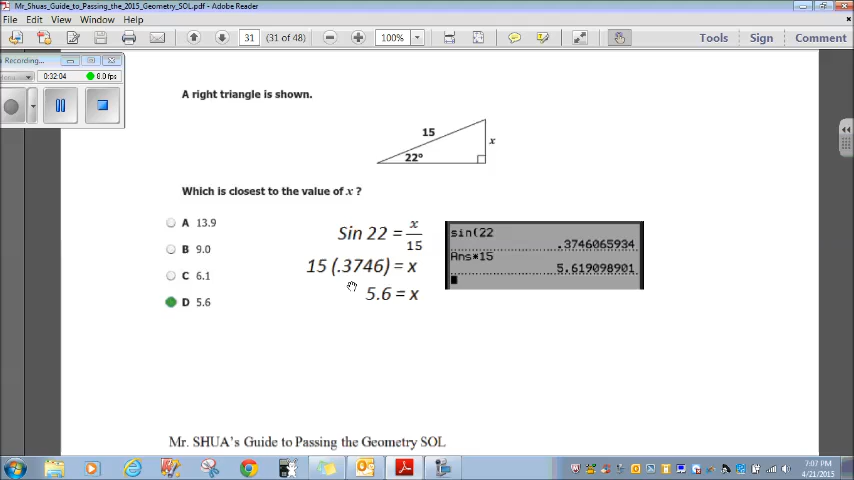 Mr_Shuas_Guide_to_Passing_the_2015_Geometry_SOL.pdf - Adobe Reader
File Edit View Window Help
31 (31 of 48) 100% Tools Sign Comment
Recording...
0:32:04 0.0 fps
A right triangle is shown.
15
x
22°
Which is closest to the value of x ?
A 13.9
B 9.0
C 6.1
D 5.6
Sin 22 = x/15
15 (.3746) = x
5.6 = x
sin(22
.3746065934
Ans*15
5.619098901
Mr. SHUA's Guide to Passing the Geometry SOL
7:07 PM
4/21/2015